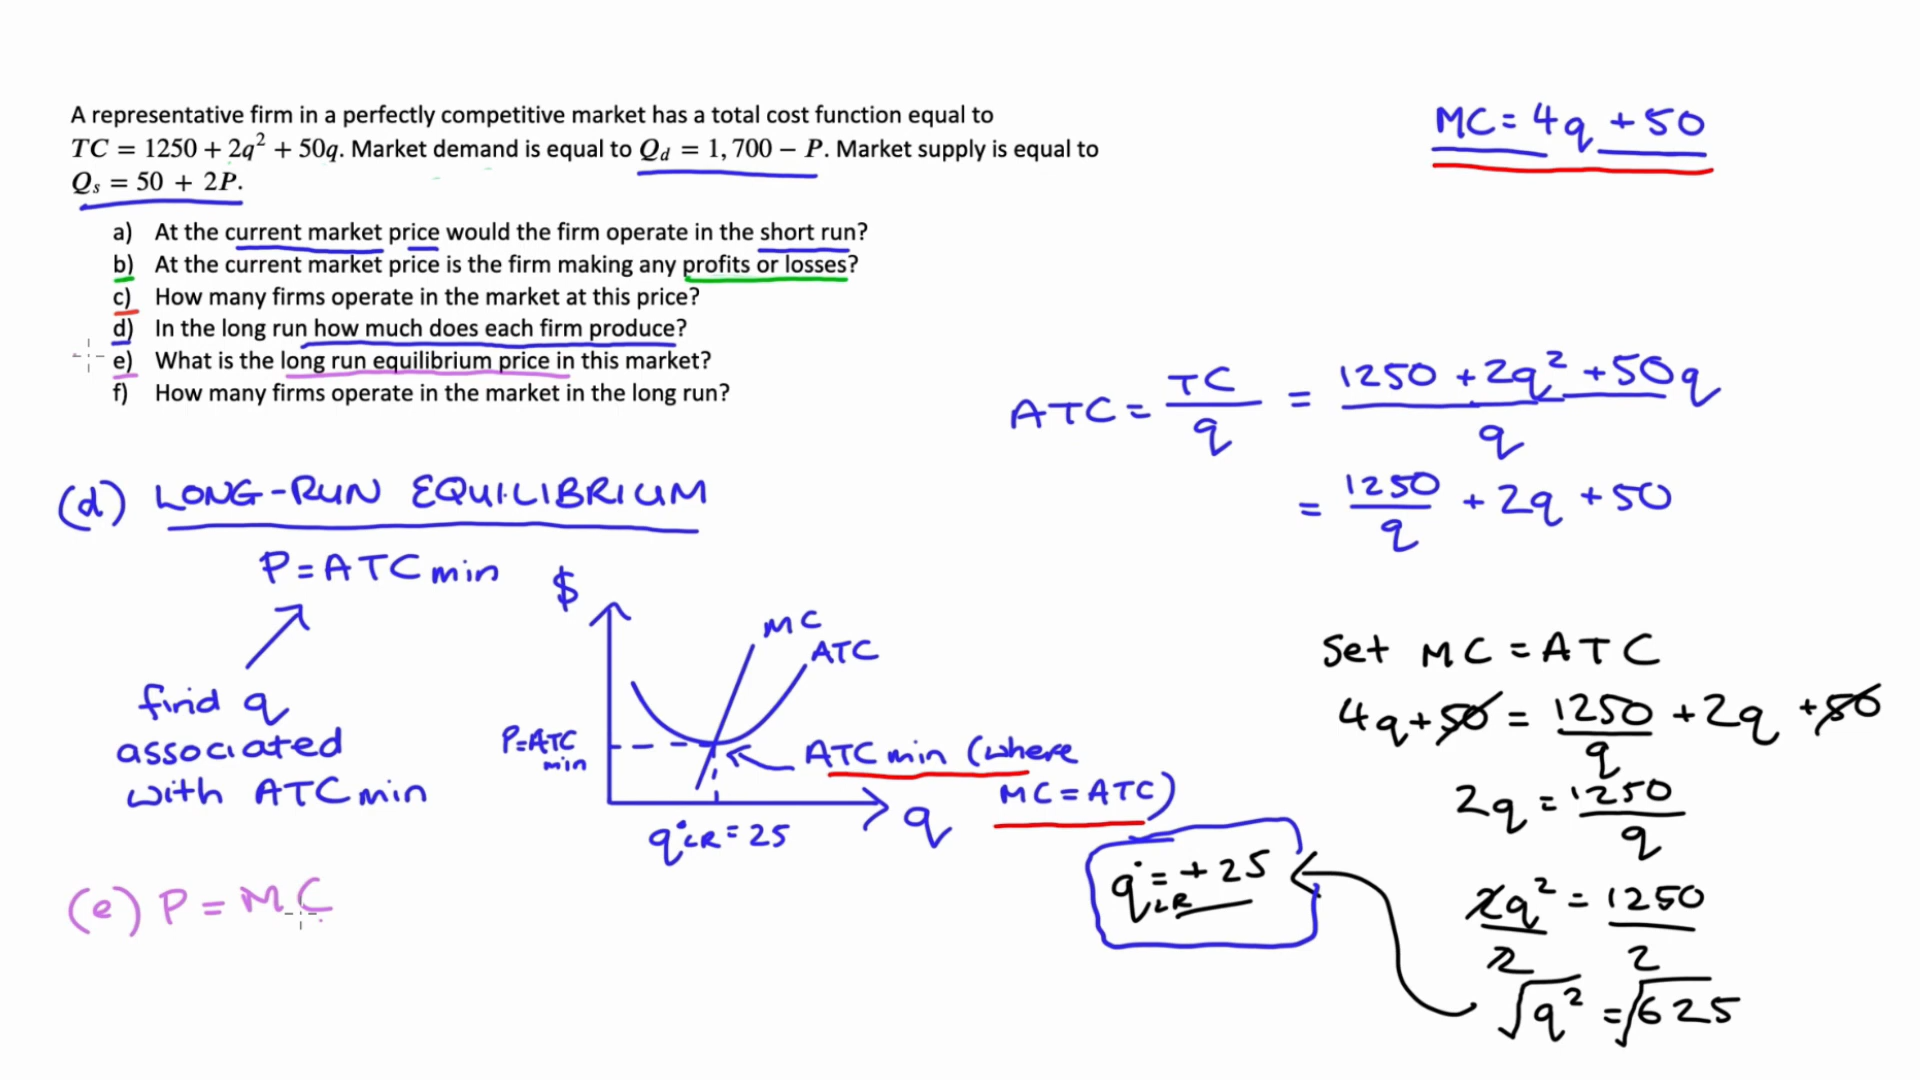 A representative firm in a perfectly competitive market has a total cost function equal to
TC = 1250 + 2q² + 50q. Market demand is equal to Q_d = 1,700 − P. Market supply is equal to
Q_s = 50 + 2P.
a) At the current market price would the firm operate in the short run?
b) At the current market price is the firm making any profits or losses?
c) How many firms operate in the market at this price?
d) In the long run how much does each firm produce?
e) What is the long run equilibrium price in this market?
f) How many firms operate in the market in the long run?
MC = 4q + 50
ATC = TC/q = (1250 + 2q² + 50q)/q
= 1250/q + 2q + 50
(d) LONG-RUN EQUILIBRIUM
P = ATC min
find q
associated
with ATC min
$
MC
ATC
P=ATC
min
ATC min (where
MC = ATC)
q
q*LR = 25
Set MC = ATC
4q + 50 = 1250/q + 2q + 50
2q = 1250/q
2q²/2 = 1250/2
√q² = √625
q*LR = +25
(e) P = MC